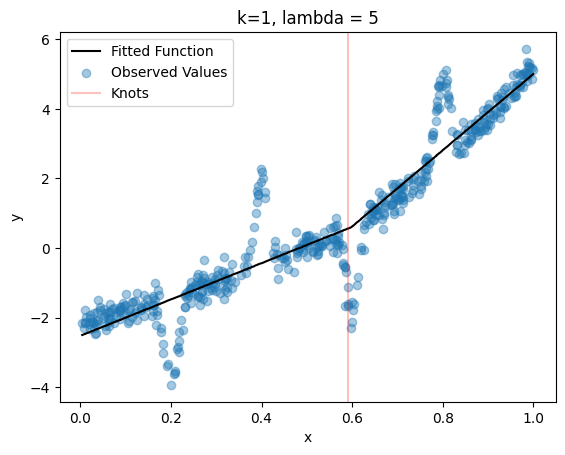 k=1, lambda = 5
Fitted Function
Observed Values
Knots
y
6
4
2
0
−2
−4
0.0 0.2 0.4 0.6 0.8 1.0
x